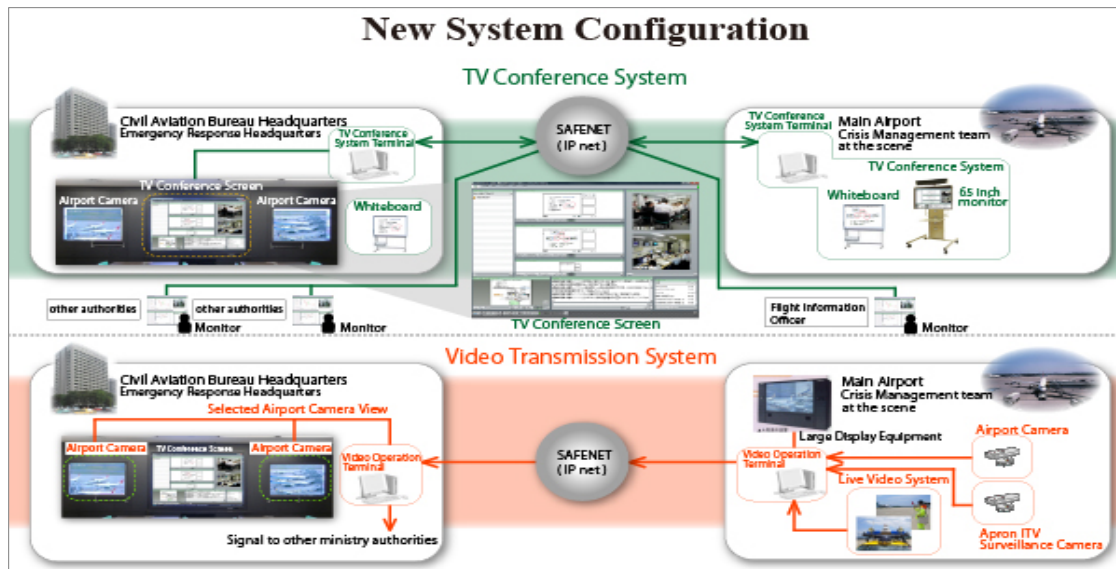 New System Configuration
TV Conference System
Civil Aviation Bureau Headquarters
Emergency Response Headquarters
TV Conference
System Terminal
TV Conference Screen
Airport Camera
Airport Camera
Whiteboard
SAFENET
(IP net)
TV Conference
System Terminal
Main Airport
Crisis Management team
at the scene
TV Conference System
Whiteboard
65 inch
monitor
other authorities
Monitor
other authorities
Monitor
TV Conference Screen
Flight Information
Officer
Monitor
Video Transmission System
Civil Aviation Bureau Headquarters
Emergency Response Headquarters
Selected Airport Camera View
Airport Camera
TV Conference Screen
Airport Camera
Video Operation
Terminal
Signal to other ministry authorities
SAFENET
(IP net)
Main Airport
Crisis Management team
at the scene
Large Display Equipment
Video Operation
Terminal
Live Video System
Airport Camera
Apron ITV
Surveillance Camera